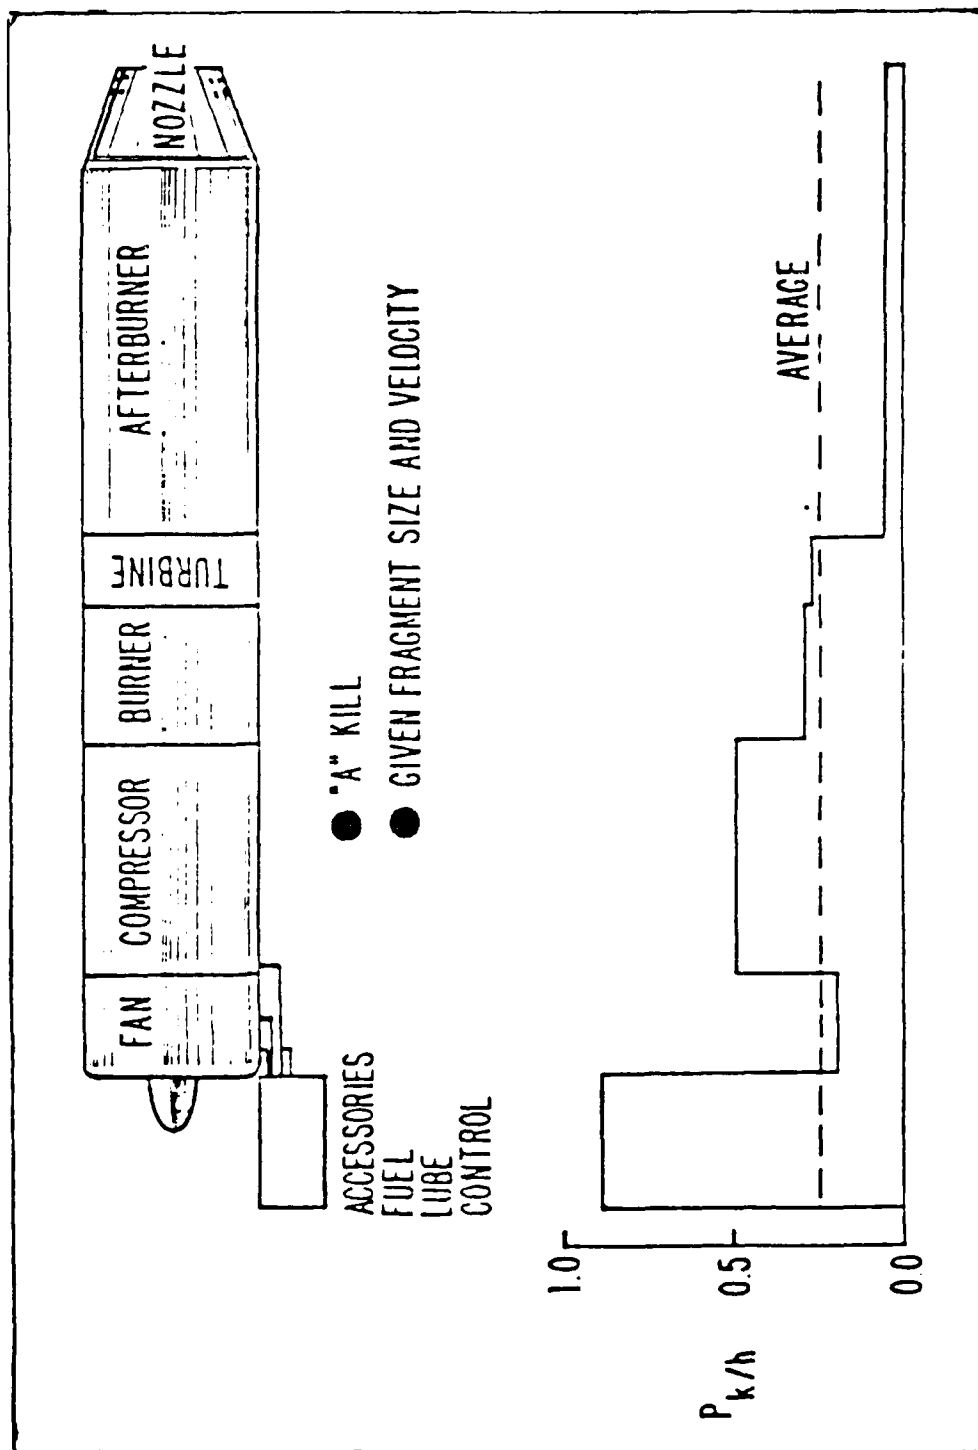 FAN
COMPRESSOR
BURNER
TURBINE
AFTERBURNER
NOZZLE
ACCESSORIES
FUEL
LUBE
CONTROL
● "A" KILL
● GIVEN FRAGMENT SIZE AND VELOCITY
1.0
0.5
0.0
P k/h
AVERAGE